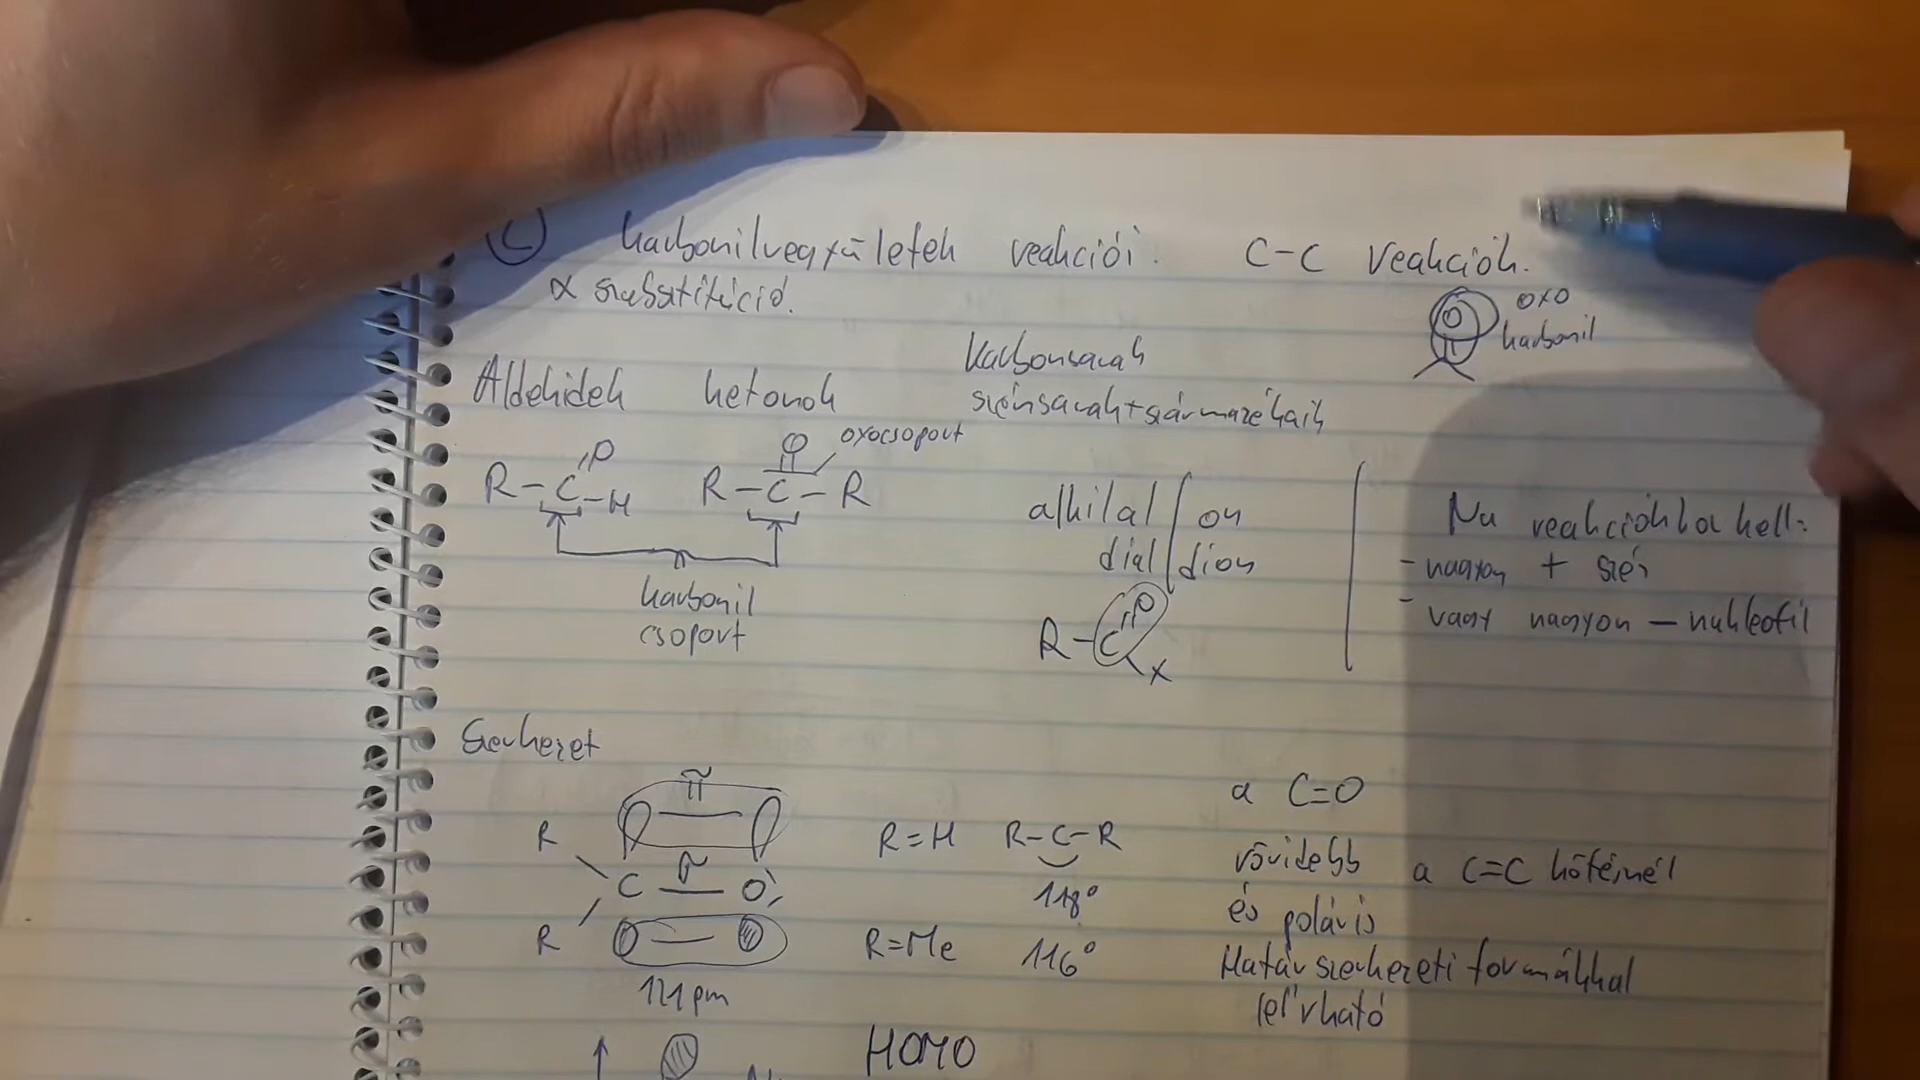 Karbonilvegyületek reakciói. C-C reakciók.
α szubsztitúció.
oxo
karbonil
Aldehidek ketonok Karbonsavak
szénsavak + származékaik
oxocsoport
R-C=O-H R-C(=O)-R
karbonil
csoport
alkilal / on
dial / dion
R-C=O X
Nu reakciókhoz kell:
- nagyon + szén
- vagy nagyon - nukleofil
Szerkezet
π
R C σ O
R
121 pm
R=H R-C-R
118°
R=Me 116°
a C=O
rövidebb a C=C kötésnél
és poláris
Határszerkezeti formákkal
leírható
HOMO